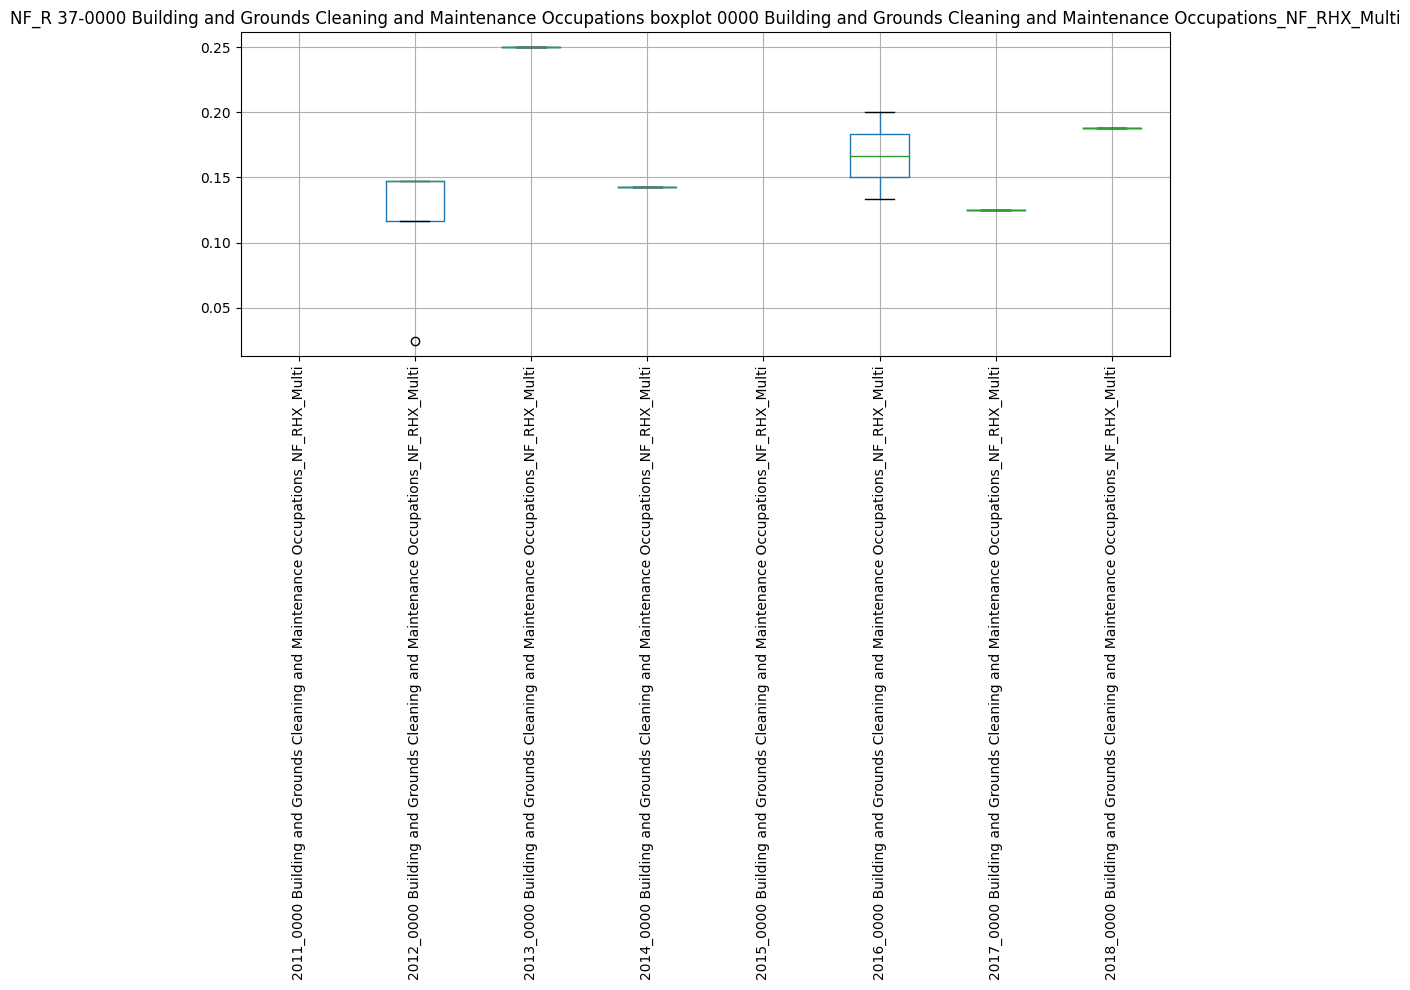 NF_R 37-0000 Building and Grounds Cleaning and Maintenance Occupations boxplot 0000 Building and Grounds Cleaning and Maintenance Occupations_NF_RHX_Multi
0.25
0.20
0.15
0.10
0.05
2011_0000 Building and Grounds Cleaning and Maintenance Occupations_NF_RHX_Multi
2012_0000 Building and Grounds Cleaning and Maintenance Occupations_NF_RHX_Multi
2013_0000 Building and Grounds Cleaning and Maintenance Occupations_NF_RHX_Multi
2014_0000 Building and Grounds Cleaning and Maintenance Occupations_NF_RHX_Multi
2015_0000 Building and Grounds Cleaning and Maintenance Occupations_NF_RHX_Multi
2016_0000 Building and Grounds Cleaning and Maintenance Occupations_NF_RHX_Multi
2017_0000 Building and Grounds Cleaning and Maintenance Occupations_NF_RHX_Multi
2018_0000 Building and Grounds Cleaning and Maintenance Occupations_NF_RHX_Multi